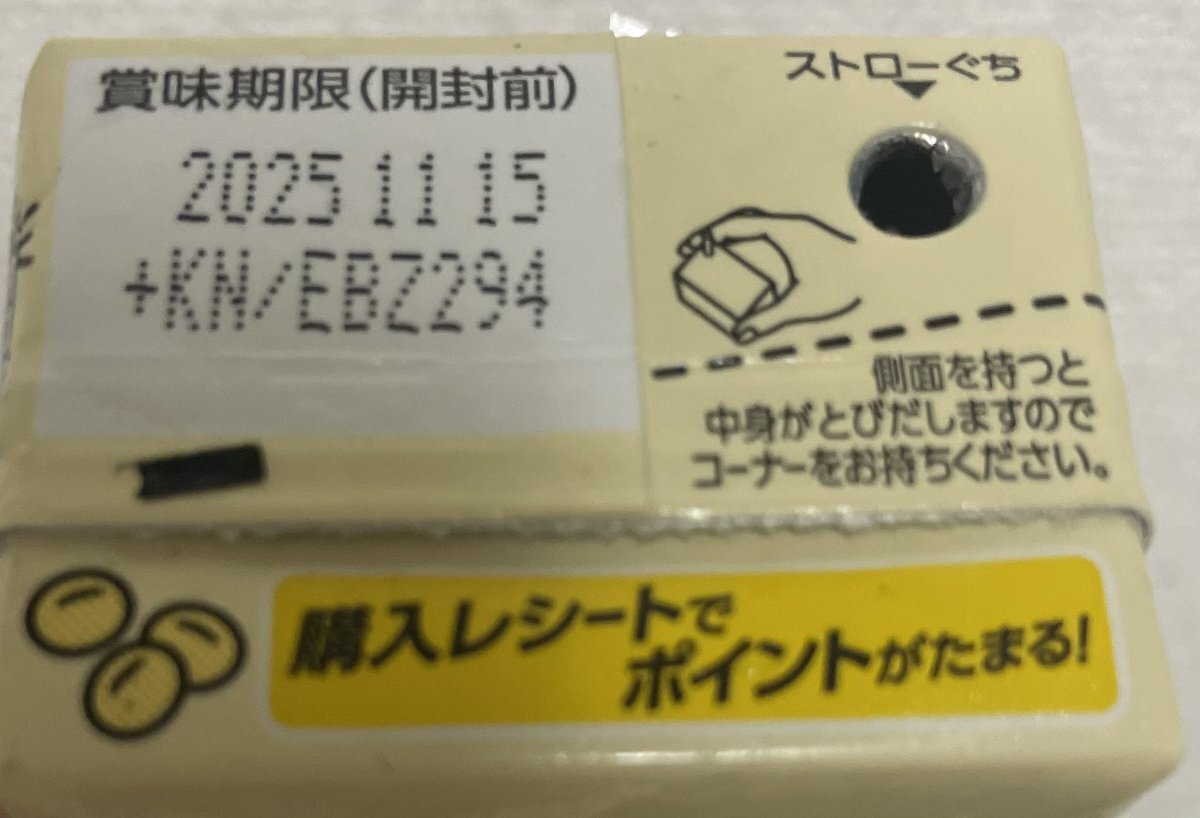 賞味期限(開封前)
2025 11 15
+KN/EBZ294
ストローぐち
側面を持つと
中身がとびだしますので
コーナーをお持ちください。
購入レシートで
ポイントがたまる!